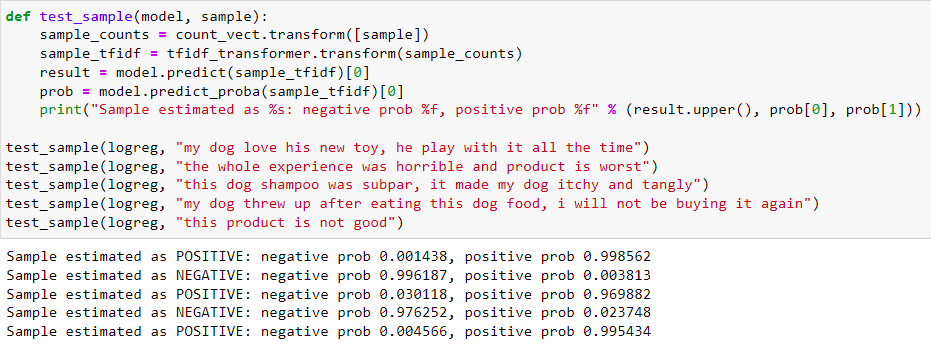 def test_sample(model, sample):
    sample_counts = count_vect.transform([sample])
    sample_tfidf = tfidf_transformer.transform(sample_counts)
    result = model.predict(sample_tfidf)[0]
    prob = model.predict_proba(sample_tfidf)[0]
    print("Sample estimated as %s: negative prob %f, positive prob %f" % (result.upper(), prob[0], prob[1]))
test_sample(logreg, "my dog love his new toy, he play with it all the time")
test_sample(logreg, "the whole experience was horrible and product is worst")
test_sample(logreg, "this dog shampoo was subpar, it made my dog itchy and tangly")
test_sample(logreg, "my dog threw up after eating this dog food, i will not be buying it again")
test_sample(logreg, "this product is not good")
Sample estimated as POSITIVE: negative prob 0.001438, positive prob 0.998562
Sample estimated as NEGATIVE: negative prob 0.996187, positive prob 0.003813
Sample estimated as POSITIVE: negative prob 0.030118, positive prob 0.969882
Sample estimated as NEGATIVE: negative prob 0.976252, positive prob 0.023748
Sample estimated as POSITIVE: negative prob 0.004566, positive prob 0.995434